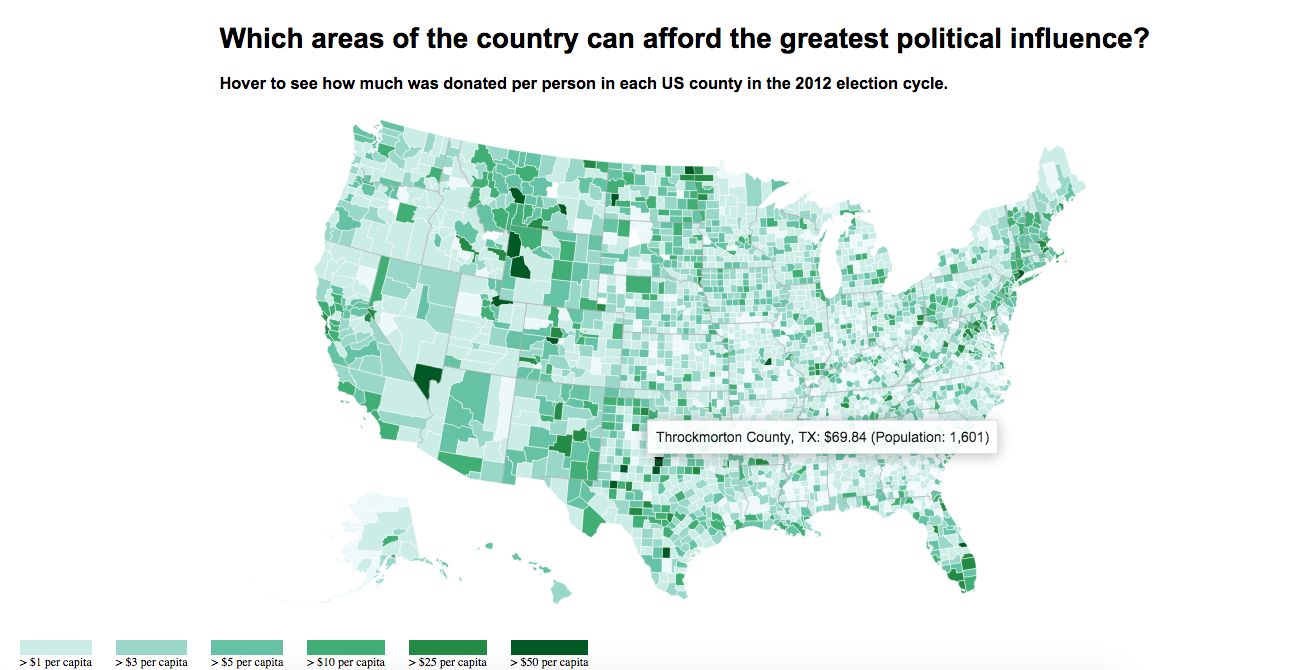 Which areas of the country can afford the greatest political influence?
Hover to see how much was donated per person in each US county in the 2012 election cycle.
Throckmorton County, TX: $69.84 (Population: 1,601)
> $1 per capita > $3 per capita > $5 per capita > $10 per capita > $25 per capita > $50 per capita